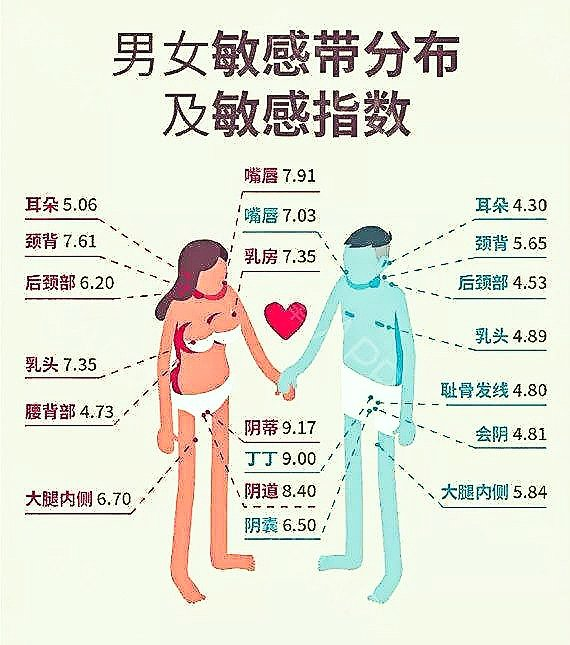 男女敏感带分布
及敏感指数
嘴唇 7.91
耳朵 5.06
嘴唇 7.03
耳朵 4.30
颈背 7.61
乳房 7.35
颈背 5.65
后颈部 6.20
后颈部 4.53
乳头 7.35
乳头 4.89
腰背部 4.73
耻骨发线 4.80
阴蒂 9.17
会阴 4.81
丁丁 9.00
大腿内侧 6.70
阴道 8.40
大腿内侧 5.84
阴囊 6.50